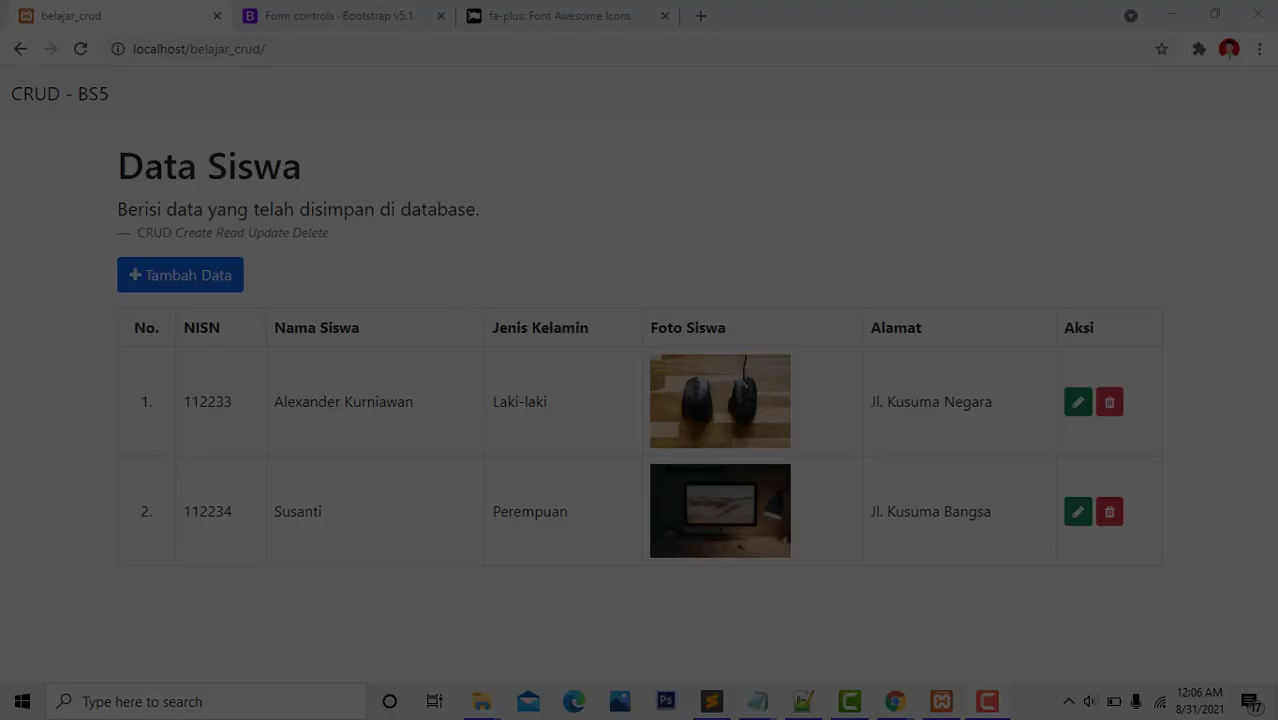 belajar_crud
Form controls · Bootstrap v5.1
fa-plus: Font Awesome Icons
localhost/belajar_crud/
CRUD - BS5
Data Siswa
Berisi data yang telah disimpan di database.
— CRUD Create Read Update Delete
Tambah Data
No. NISN Nama Siswa Jenis Kelamin Foto Siswa Alamat Aksi
1. 112233 Alexander Kurniawan Laki-laki Jl. Kusuma Negara
2. 112234 Susanti Perempuan Jl. Kusuma Bangsa
Type here to search
Ps
12:06 AM
8/31/2021
17